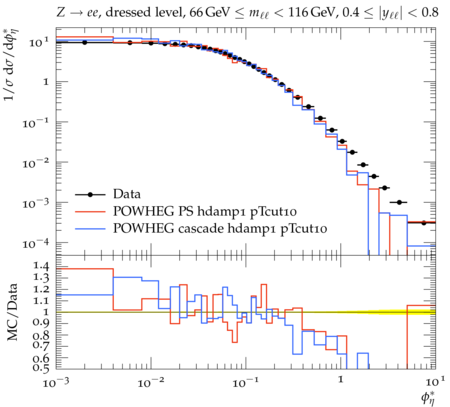 Z → ee, dressed level, 66 GeV ≤ mℓℓ < 116 GeV, 0.4 ≤ |yℓℓ| < 0.8
1/σ dσ/dϕ*η
10^1
1
10^−1
10^−2
10^−3
10^−4
Data
POWHEG PS hdamp1 pTcut10
POWHEG cascade hdamp1 pTcut10
MC/Data
1.4
1.3
1.2
1.1
1
0.9
0.8
0.7
0.6
0.5
10^−3 10^−2 10^−1 1 10^1
ϕ*η